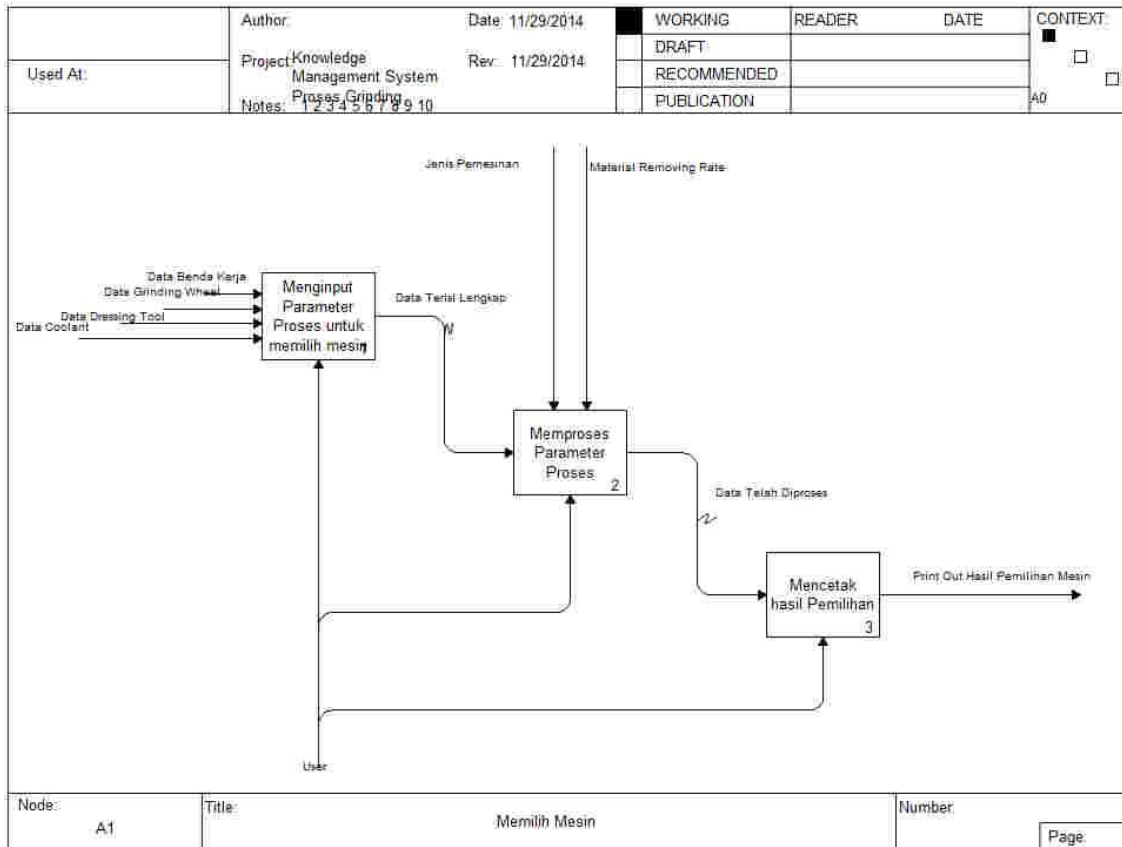 Used At:
Author:
Date: 11/29/2014
Project: Knowledge
Management System
Proses Grinding
Rev: 11/29/2014
Notes: 1 2 3 4 5 6 7 8 9 10
WORKING
DRAFT
RECOMMENDED
PUBLICATION
READER
DATE
CONTEXT:
A0
Jenis Pemesinan
Material Removing Rate
Data Benda Kerja
Data Grinding Wheel
Data Dressing Tool
Data Coolant
Menginput
Parameter
Proses untuk
memilih mesin
1
Data Terisi Lengkap
Memproses
Parameter
Proses
2
Data Telah Diproses
Mencetak
hasil Pemilihan
3
Print Out Hasil Pemilihan Mesin
User
Node:
A1
Title:
Memilih Mesin
Number:
Page: